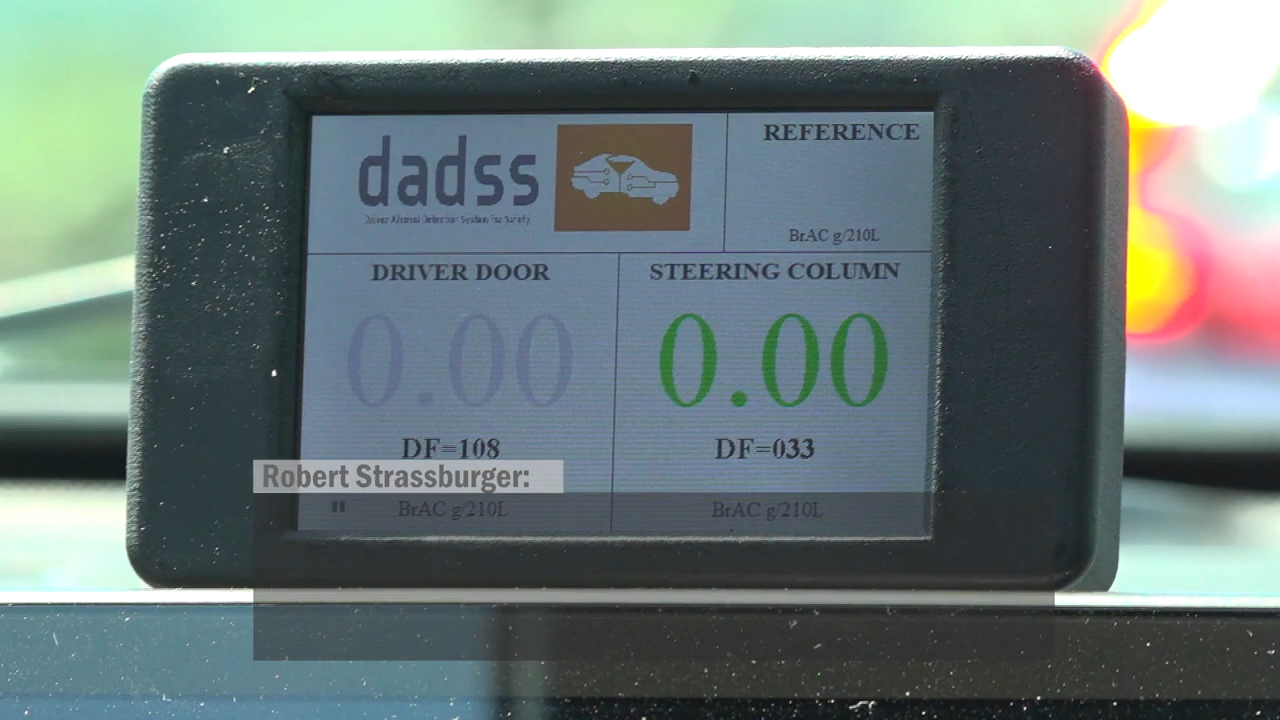 dadss
Driver Alcohol Detection System For Safety
REFERENCE
BrAC g/210L
DRIVER DOOR
0.00
DF=108
BrAC g/210L
STEERING COLUMN
0.00
DF=033
BrAC g/210L
Robert Strassburger:
"